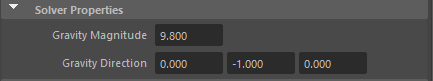 Solver Properties
Gravity Magnitude 9.800
Gravity Direction 0.000 -1.000 0.000